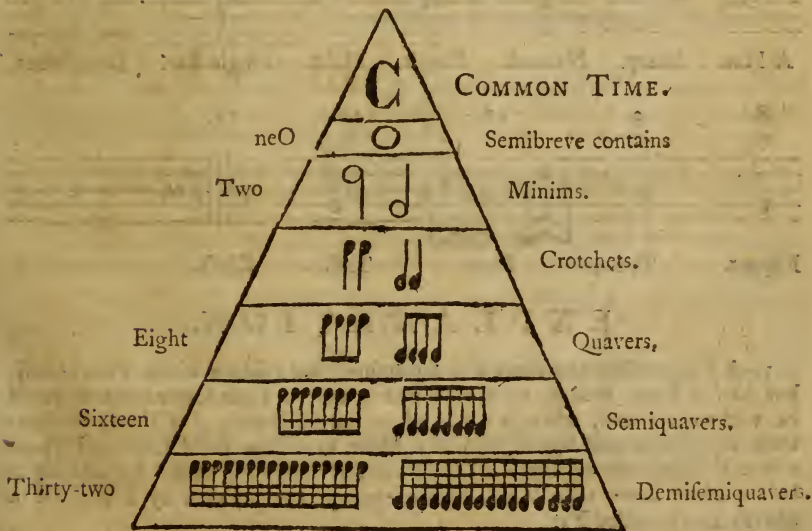 C COMMON TIME.
neO Semibreve contains
Two Minims.
Crotchets.
Eight Quavers,
Sixteen Semiquavers.
Thirty-two Demiſemiquavers.